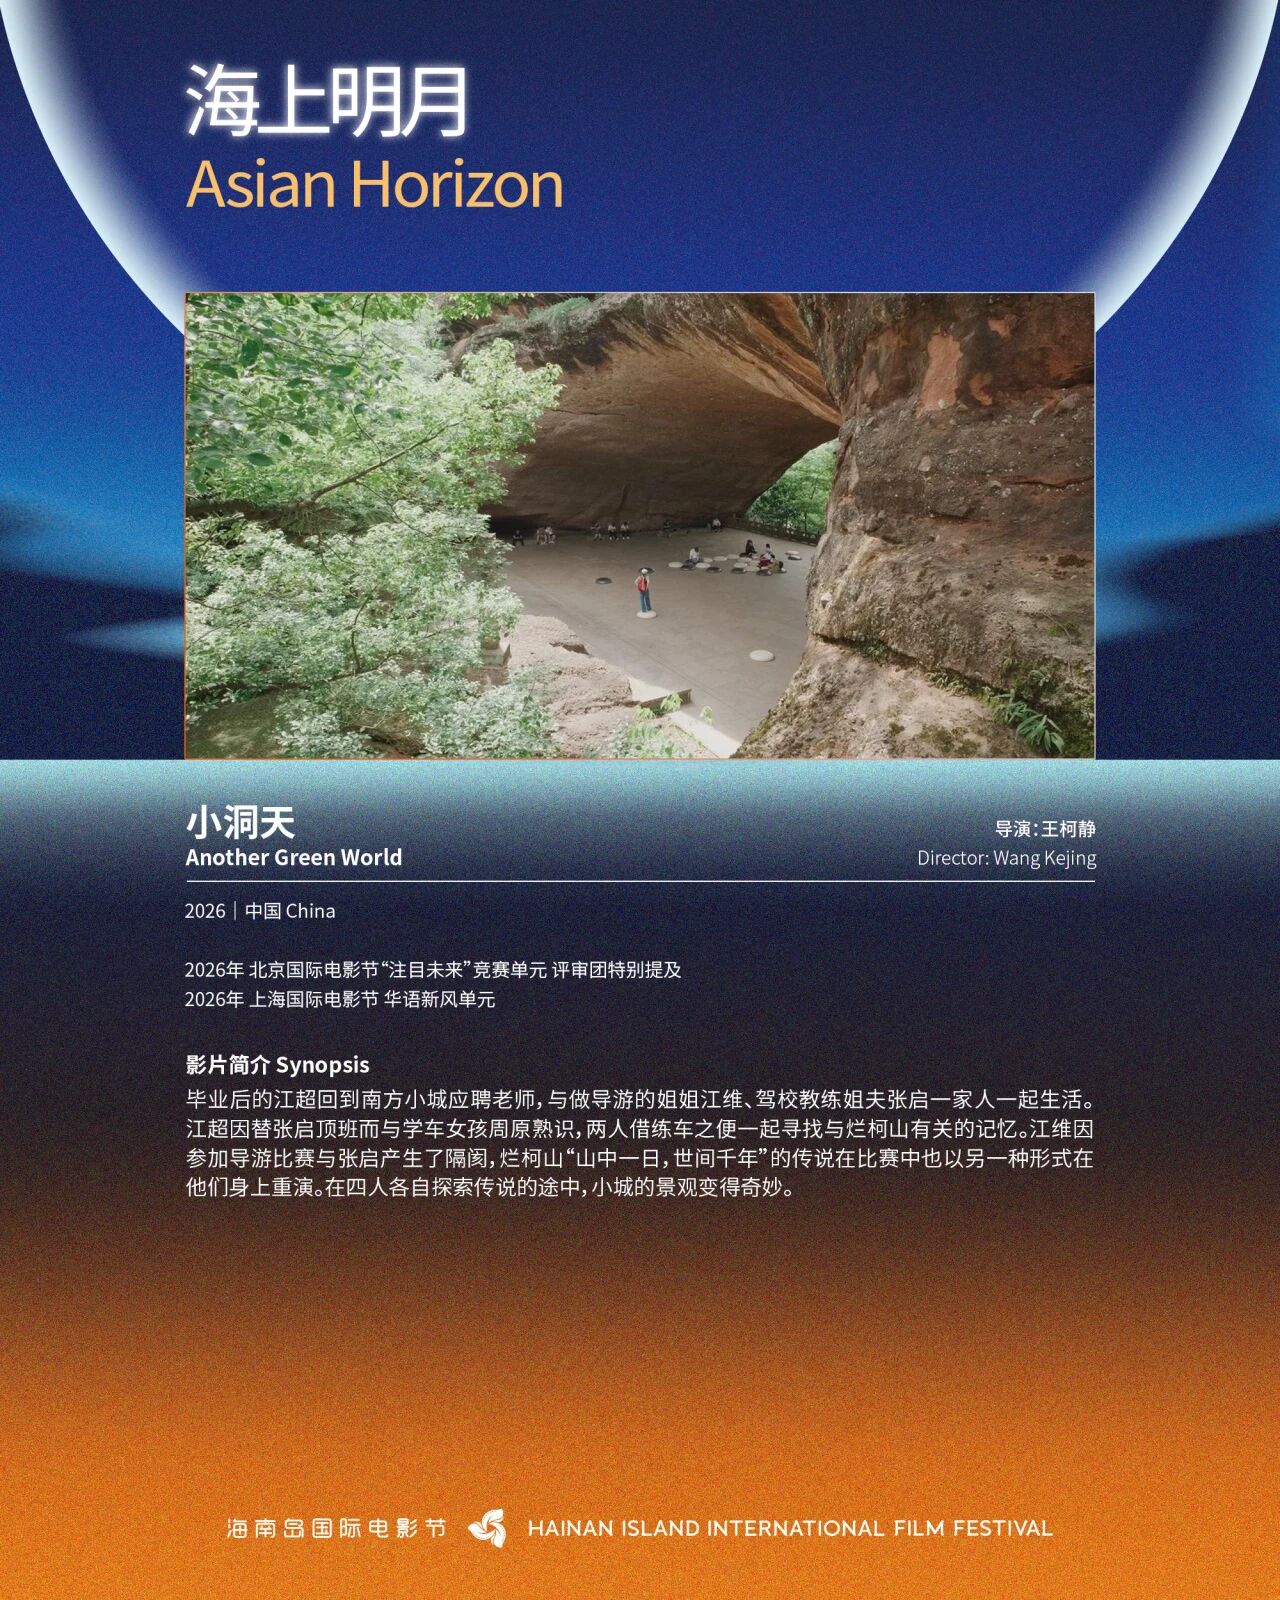 海上明月
Asian Horizon
小洞天
Another Green World
导演：王柯静
Director: Wang Kejing
2026｜中国 China
2026年 北京国际电影节“注目未来”竞赛单元 评审团特别提及
2026年 上海国际电影节 华语新风单元
影片简介 Synopsis
毕业后的江超回到南方小城应聘老师，与做导游的姐姐江维、驾校教练姐夫张启一家人一起生活。
江超因替张启顶班而与学车女孩周原熟识，两人借练车之便一起寻找与烂柯山有关的记忆。江维因
参加导游比赛与张启产生了隔阂，烂柯山“山中一日，世间千年”的传说在比赛中也以另一种形式在
他们身上重演。在四人各自探索传说的途中，小城的景观变得奇妙。
海南岛国际电影节 HAINAN ISLAND INTERNATIONAL FILM FESTIVAL